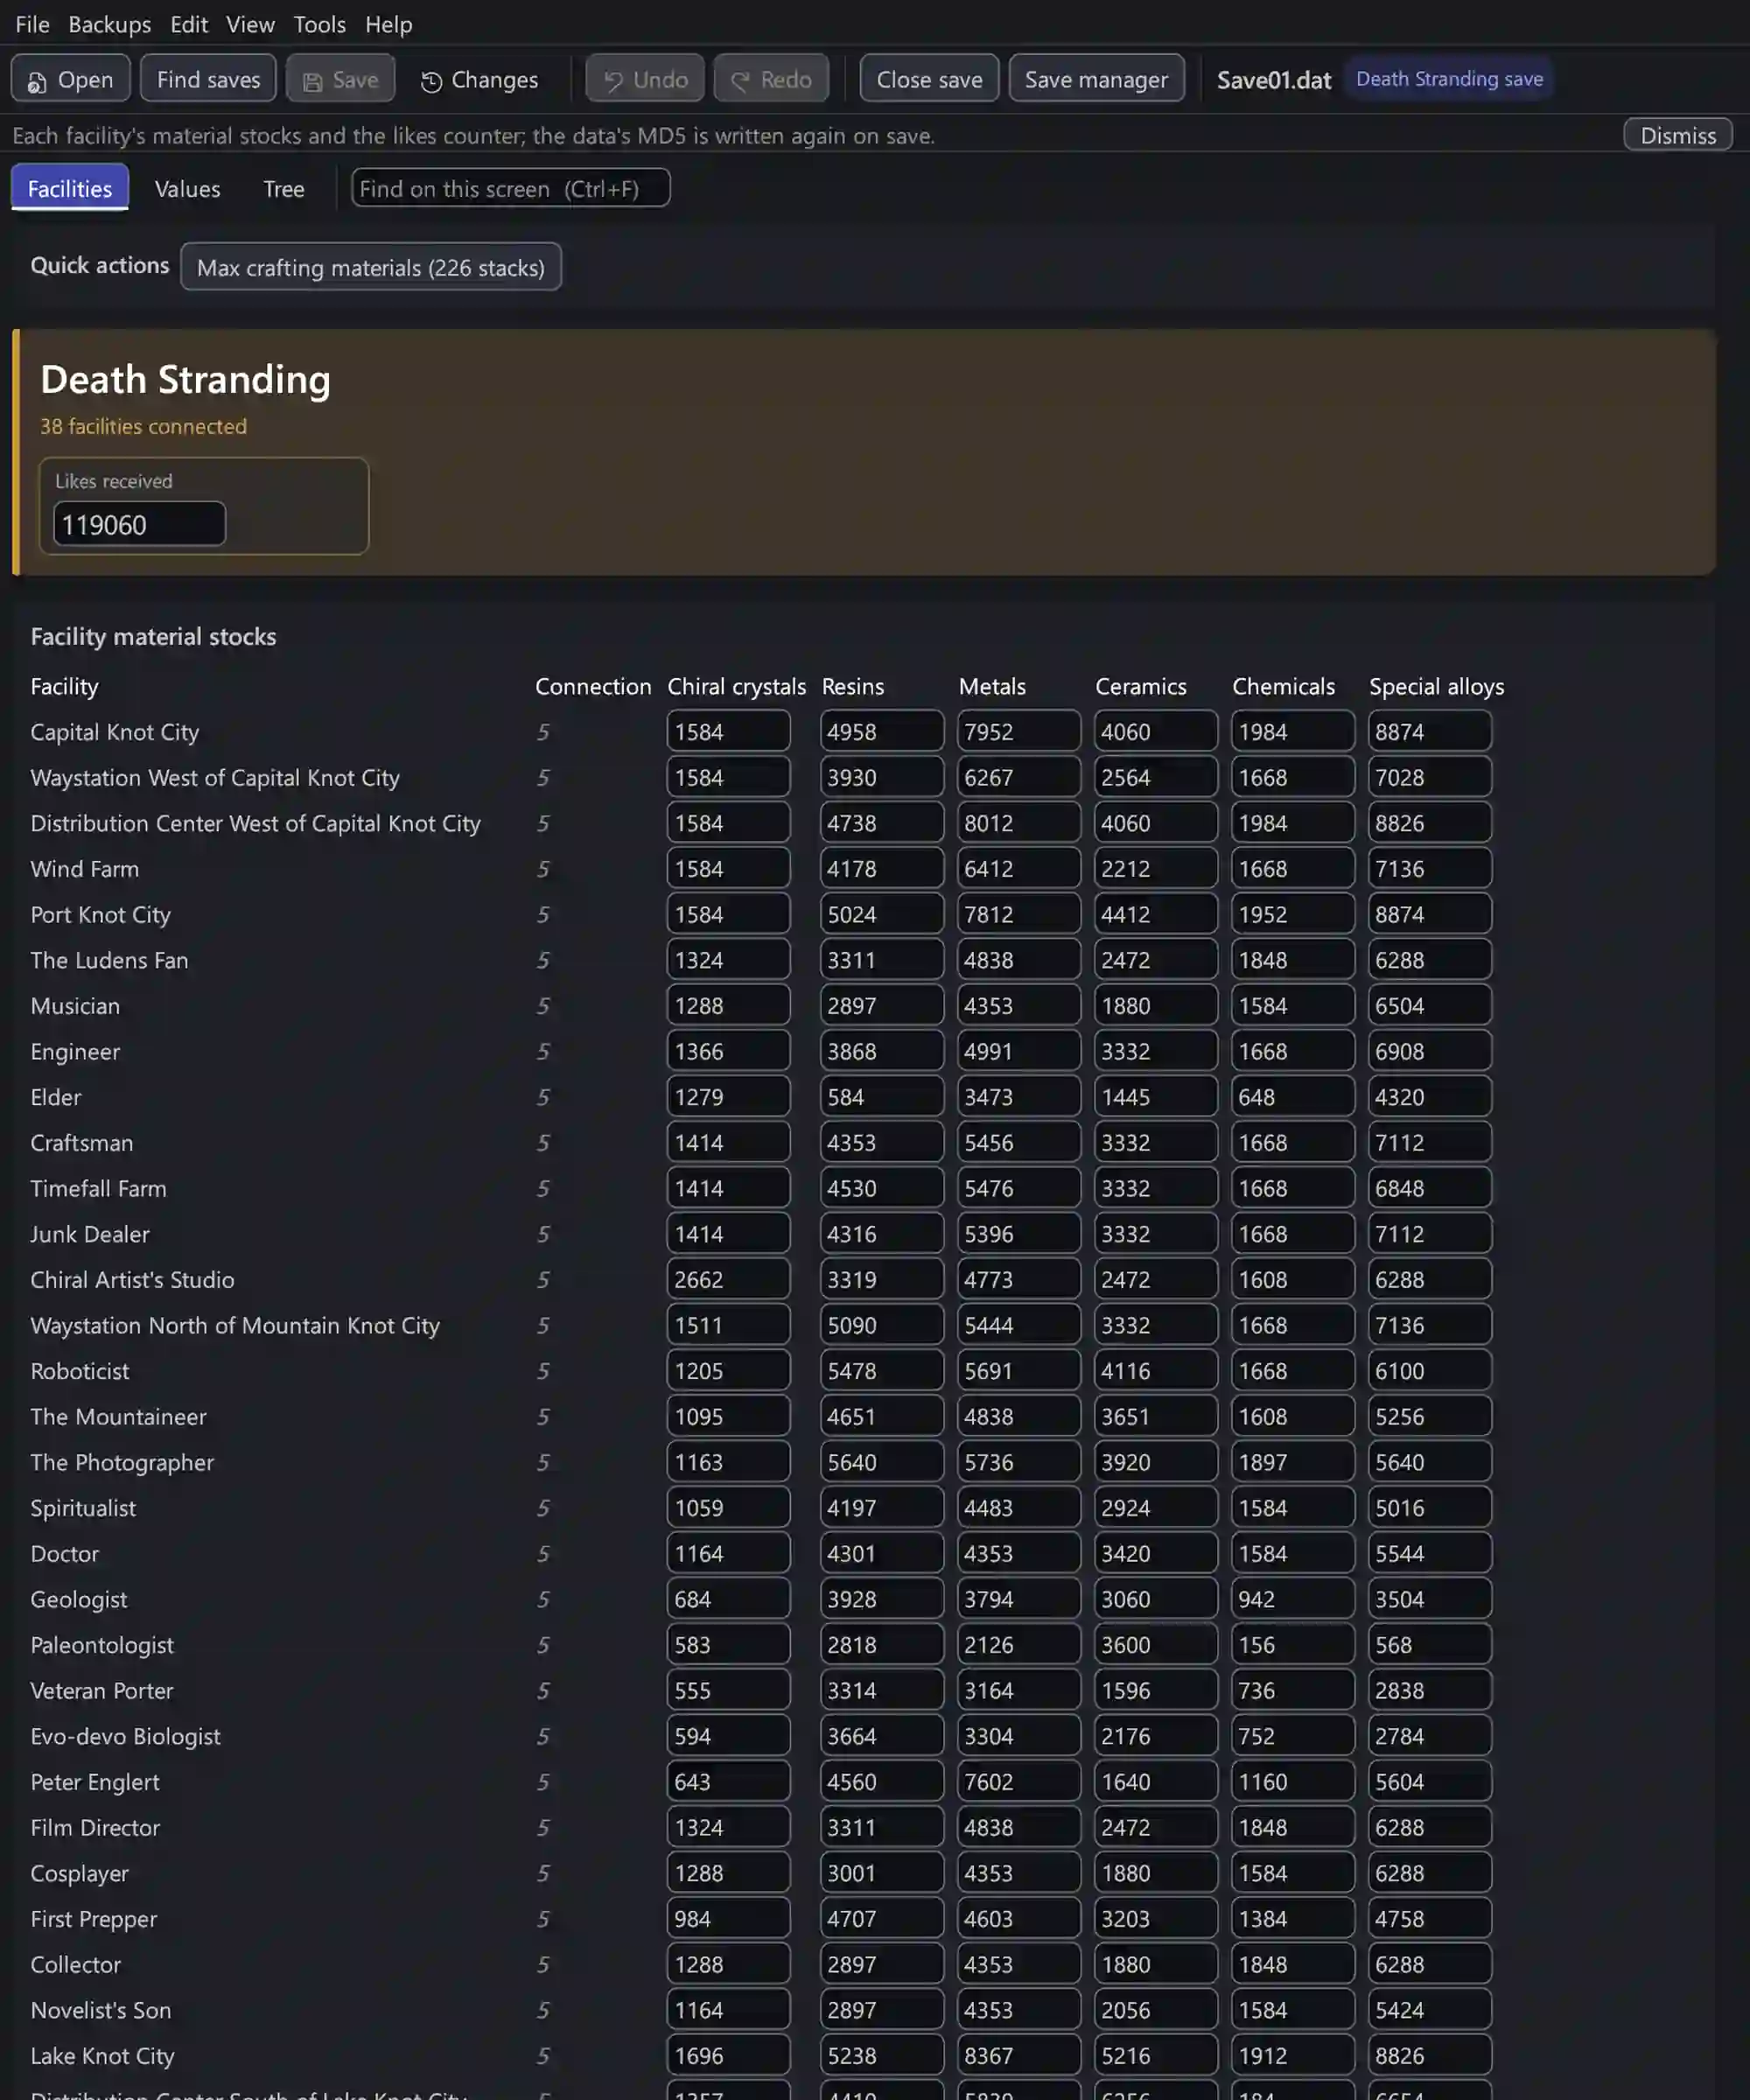 File Backups Edit View Tools Help
Open Find saves Save Changes Undo Redo Close save Save manager Save01.dat Death Stranding save
Each facility's material stocks and the likes counter; the data's MD5 is written again on save. Dismiss
Facilities Values Tree Find on this screen (Ctrl+F)
Quick actions Max crafting materials (226 stacks)
Death Stranding
38 facilities connected
Likes received
119060
Facility material stocks
Facility Connection Chiral crystals Resins Metals Ceramics Chemicals Special alloys
Capital Knot City 5 1584 4958 7952 4060 1984 8874
Waystation West of Capital Knot City 5 1584 3930 6267 2564 1668 7028
Distribution Center West of Capital Knot City 5 1584 4738 8012 4060 1984 8826
Wind Farm 5 1584 4178 6412 2212 1668 7136
Port Knot City 5 1584 5024 7812 4412 1952 8874
The Ludens Fan 5 1324 3311 4838 2472 1848 6288
Musician 5 1288 2897 4353 1880 1584 6504
Engineer 5 1366 3868 4991 3332 1668 6908
Elder 5 1279 584 3473 1445 648 4320
Craftsman 5 1414 4353 5456 3332 1668 7112
Timefall Farm 5 1414 4530 5476 3332 1668 6848
Junk Dealer 5 1414 4316 5396 3332 1668 7112
Chiral Artist's Studio 5 2662 3319 4773 2472 1608 6288
Waystation North of Mountain Knot City 5 1511 5090 5444 3332 1668 7136
Roboticist 5 1205 5478 5691 4116 1668 6100
The Mountaineer 5 1095 4651 4838 3651 1608 5256
The Photographer 5 1163 5640 5736 3920 1897 5640
Spiritualist 5 1059 4197 4483 2924 1584 5016
Doctor 5 1164 4301 4353 3420 1584 5544
Geologist 5 684 3928 3794 3060 942 3504
Paleontologist 5 583 2818 2126 3600 156 568
Veteran Porter 5 555 3314 3164 1596 736 2838
Evo-devo Biologist 5 594 3664 3304 2176 752 2784
Peter Englert 5 643 4560 7602 1640 1160 5604
Film Director 5 1324 3311 4838 2472 1848 6288
Cosplayer 5 1288 3001 4353 1880 1584 6288
First Prepper 5 984 4707 4603 3203 1384 4758
Collector 5 1288 2897 4353 1880 1848 6288
Novelist's Son 5 1164 2897 4353 2056 1584 5424
Lake Knot City 5 1696 5238 8367 5216 1912 8826
Distribution Center South of Lake Knot City